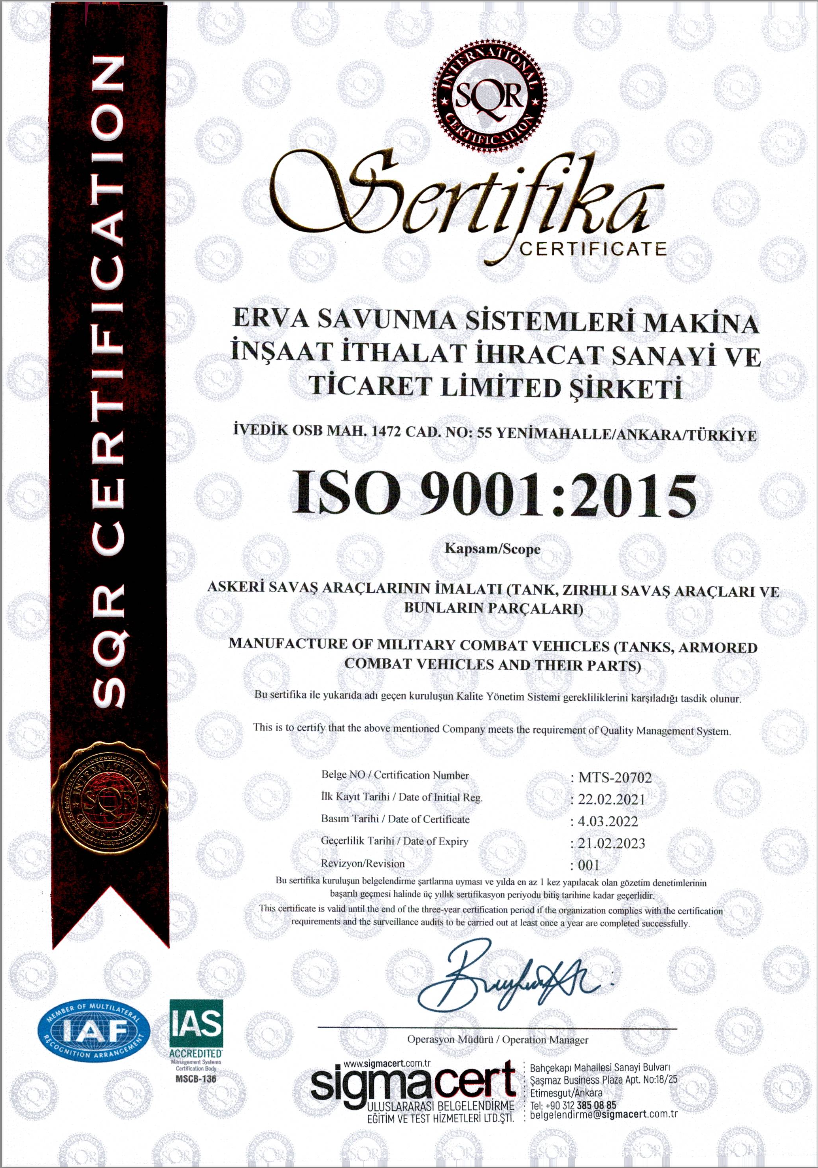 SQR CERTIFICATION
INTERNATIONAL
SQR
CERTIFICATION
Sertifika
CERTIFICATE
ERVA SAVUNMA SİSTEMLERİ MAKİNA
İNŞAAT İTHALAT İHRACAT SANAYİ VE
TİCARET LİMİTED ŞİRKETİ
İVEDİK OSB MAH. 1472 CAD. NO: 55 YENİMAHALLE/ANKARA/TÜRKİYE
ISO 9001:2015
Kapsam/Scope
ASKERİ SAVAŞ ARAÇLARININ İMALATI (TANK, ZIRHLI SAVAŞ ARAÇLARI VE
BUNLARIN PARÇALARI)
MANUFACTURE OF MILITARY COMBAT VEHICLES (TANKS, ARMORED
COMBAT VEHICLES AND THEIR PARTS)
Bu sertifika ile yukarıda adı geçen kuruluşun Kalite Yönetim Sistemi gerekliliklerini karşıladığı tasdik olunur.
This is to certify that the above mentioned Company meets the requirement of Quality Management System.
Belge NO / Certification Number : MTS-20702
İlk Kayıt Tarihi / Date of Initial Reg. : 22.02.2021
Basım Tarihi / Date of Certificate : 4.03.2022
Geçerlilik Tarihi / Date of Expiry : 21.02.2023
Revizyon/Revision : 001
Bu sertifika kuruluşun belgelendirme şartlarına uyması ve yılda en az 1 kez yapılacak olan gözetim denetimlerinin
başarılı geçmesi halinde üç yıllık sertifikasyon periyodu bitiş tarihine kadar geçerlidir.
This certificate is valid until the end of the three-year certification period if the organization complies with the certification
requirements and the surveillance audits to be carried out at least once a year are completed successfully.
INTERNATIONAL
SQR
CERTIFICATION
Operasyon Müdürü / Operation Manager
MEMBER OF MULTILATERAL
IAF
RECOGNITION ARRANGEMENT
IAS
ACCREDITED
Management Systems
Certification Body
MSCB-136
www.sigmacert.com.tr
sigmacert
ULUSLARARASI BELGELENDİRME
EĞİTİM VE TEST HİZMETLERİ LTD.ŞTİ.
Bahçekapı Mahallesi Sanayi Bulvarı
Şaşmaz Business Plaza Apt. No:18/25
Etimesgut/Ankara
Tel: +90 312 385 08 85
belgelendirme@sigmacert.com.tr